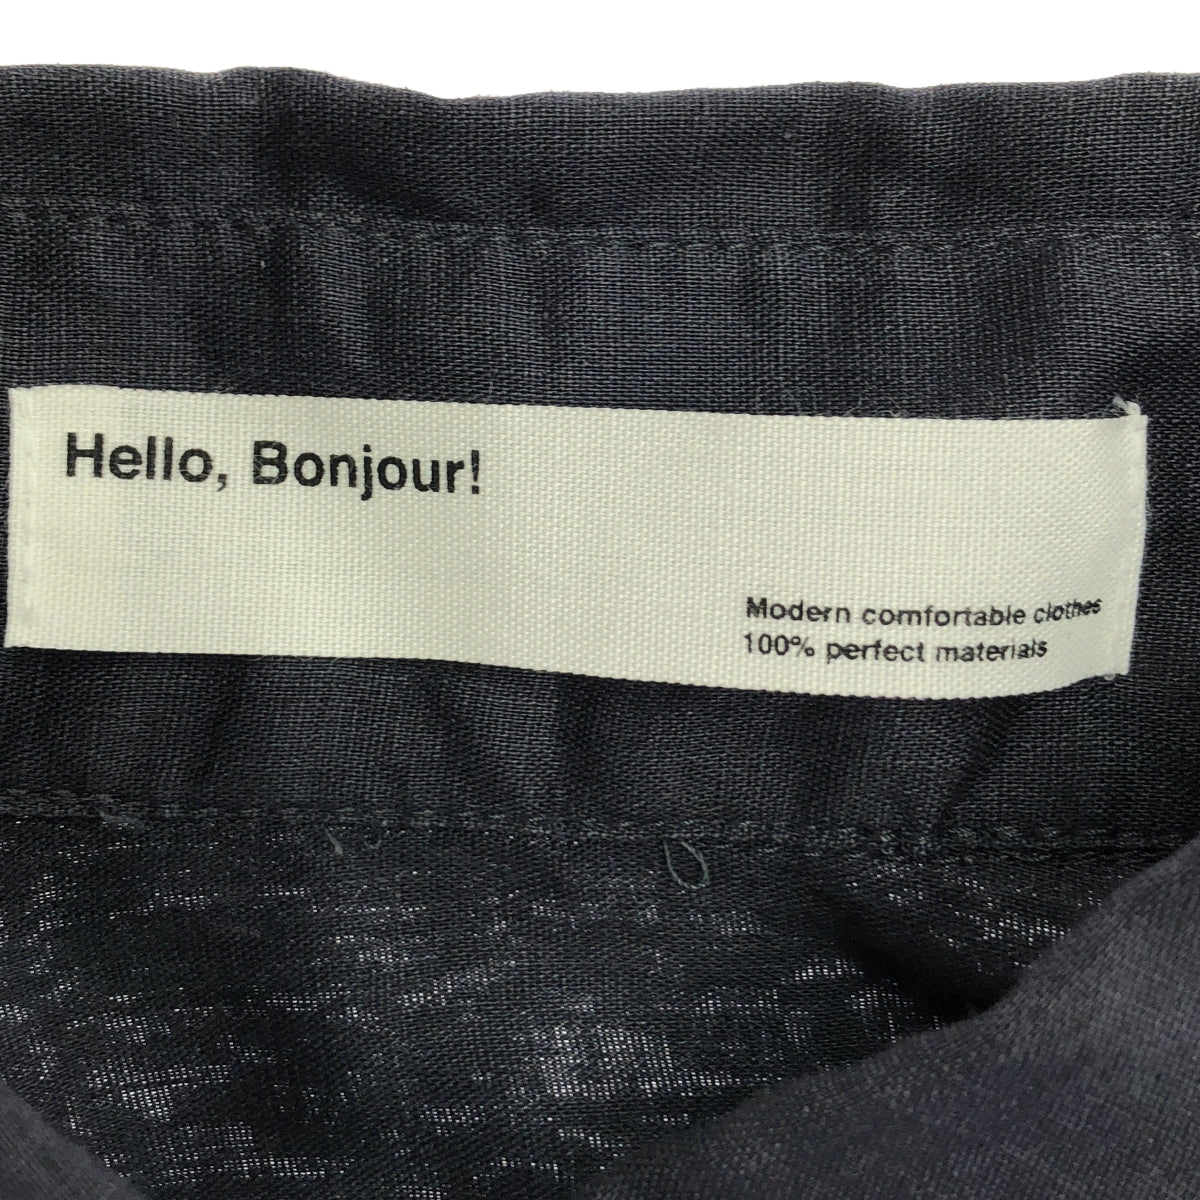 Hello, Bonjour!
Modern comfortable clothes
100% perfect materials